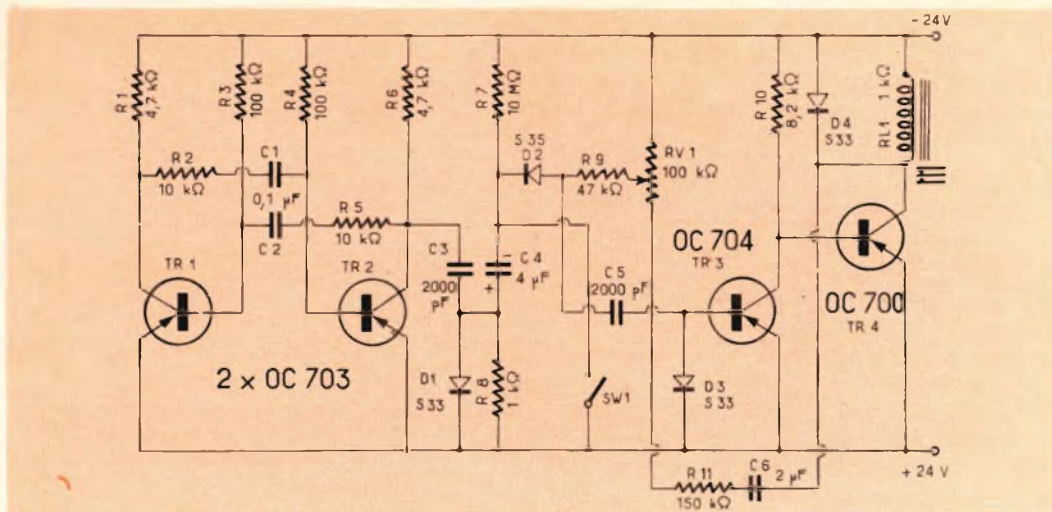 - 24 V
R 1
4,7 kΩ
R 3
100 kΩ
R 4
100 kΩ
R 6
4,7 kΩ
R 7
10 MΩ
R 10
8,2 kΩ
D 4
S 33
RL1
1 kΩ
R 2
10 kΩ
C 1
0,1 µF
C 2
R 5
10 kΩ
S 35
D 2
R 9
47 kΩ
RV 1
100 kΩ
TR 1
TR 2
C 3
2000
pF
- C 4
4 µF
+
C 5
2000 pF
OC 704
TR 3
OC 700
TR 4
2 x OC 703
D 1
S 33
R 8
1 kΩ
SW1
D 3
S 33
R 11
150 kΩ
C 6
2 µF
+ 24 V